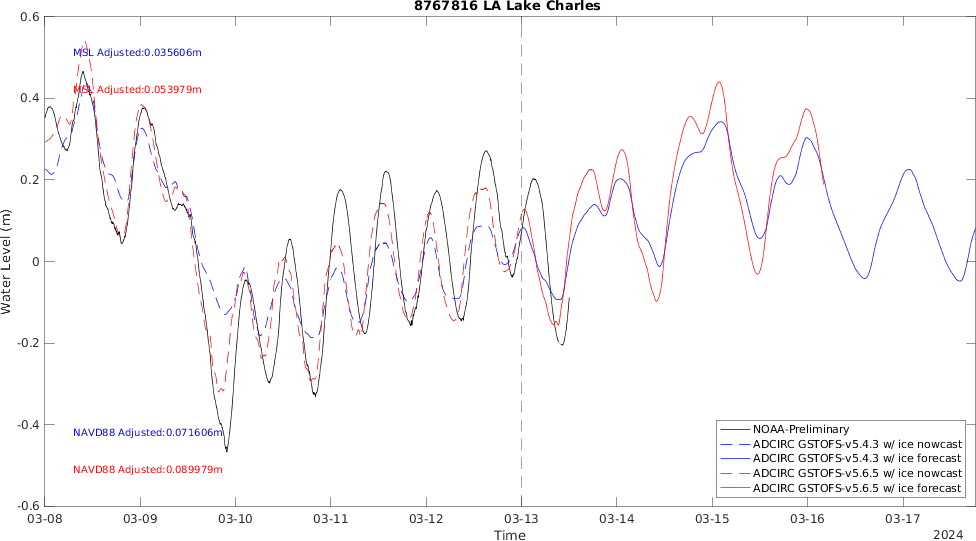 8767816 LA Lake Charles
0.6
0.4
0.2
0
-0.2
-0.4
-0.6
Water Level (m)
MSL Adjusted:0.035606m
MSL Adjusted:0.053979m
NAVD88 Adjusted:0.071606m
NAVD88 Adjusted:0.089979m
NOAA-Preliminary
ADCIRC GSTOFS-v5.4.3 w/ ice nowcast
ADCIRC GSTOFS-v5.4.3 w/ ice forecast
ADCIRC GSTOFS-v5.6.5 w/ ice nowcast
ADCIRC GSTOFS-v5.6.5 w/ ice forecast
03-08 03-09 03-10 03-11 03-12 03-13 03-14 03-15 03-16 03-17
Time
2024